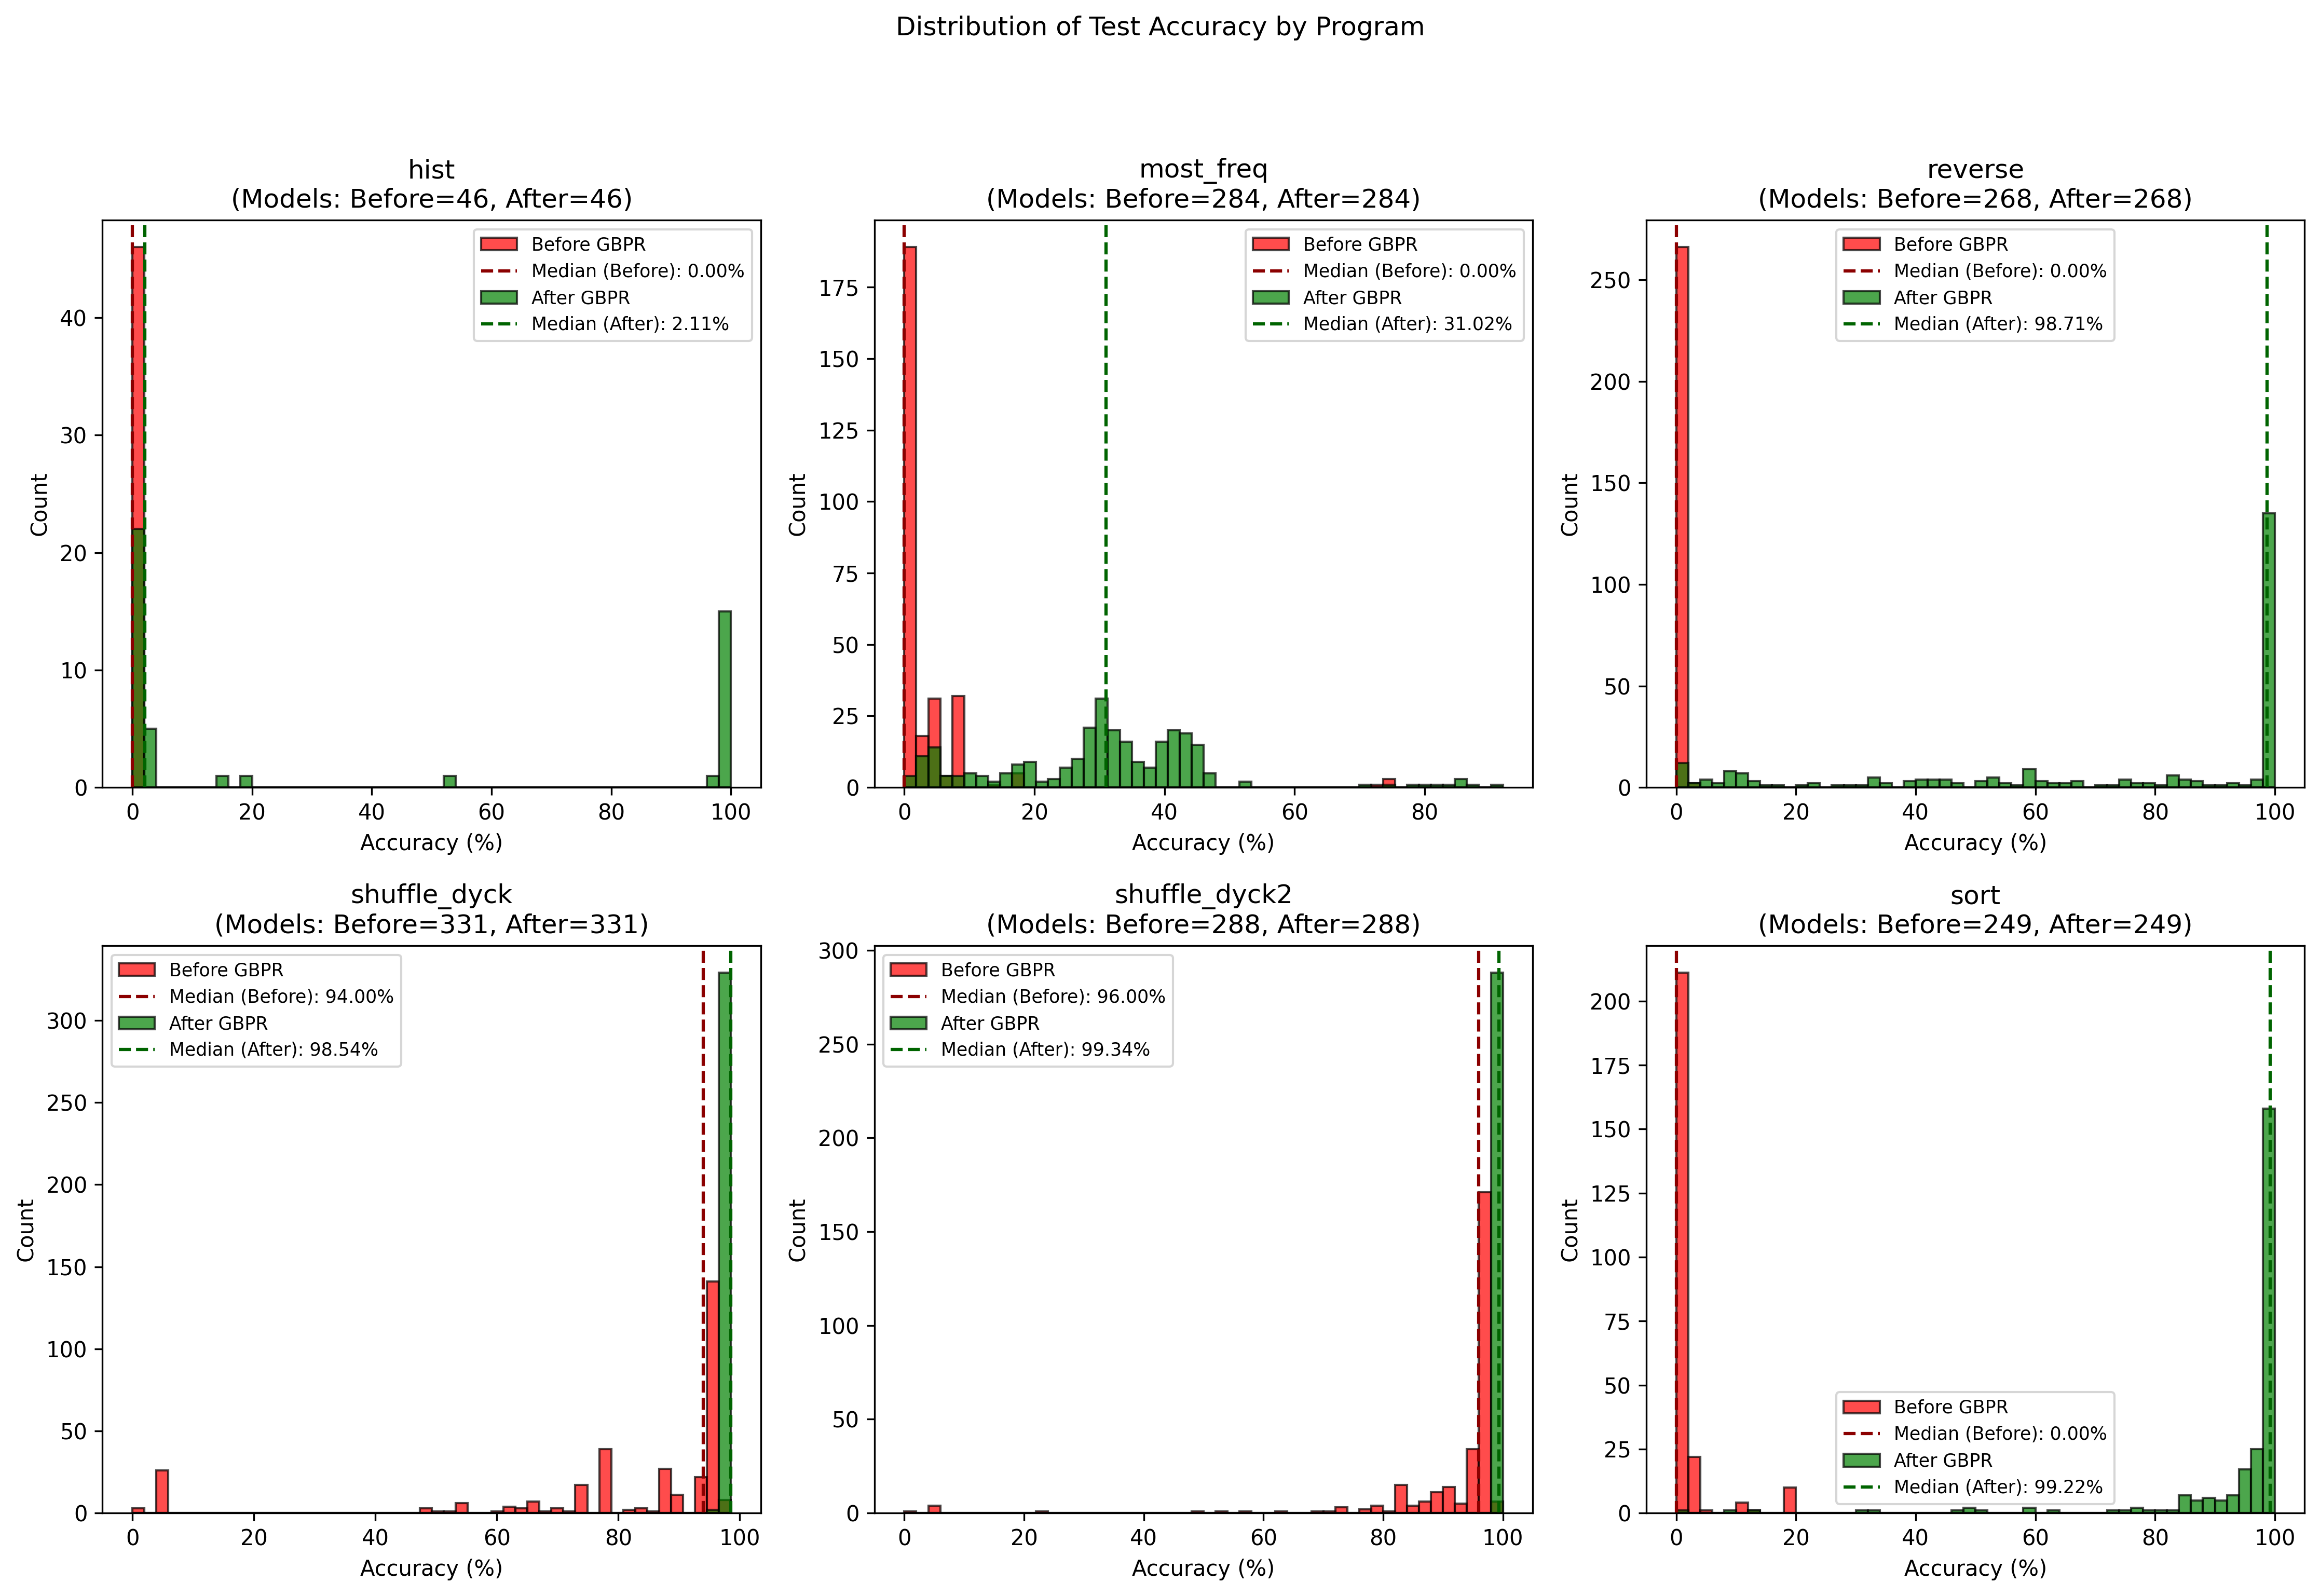 Distribution of Test Accuracy by Program
hist
(Models: Before=46, After=46)
Before GBPR
Median (Before): 0.00%
After GBPR
Median (After): 2.11%
Count
40
30
20
10
0
0 20 40 60 80 100
Accuracy (%)
most_freq
(Models: Before=284, After=284)
Before GBPR
Median (Before): 0.00%
After GBPR
Median (After): 31.02%
Count
175
150
125
100
75
50
25
0
0 20 40 60 80
Accuracy (%)
reverse
(Models: Before=268, After=268)
Before GBPR
Median (Before): 0.00%
After GBPR
Median (After): 98.71%
Count
250
200
150
100
50
0
0 20 40 60 80 100
Accuracy (%)
shuffle_dyck
(Models: Before=331, After=331)
Before GBPR
Median (Before): 94.00%
After GBPR
Median (After): 98.54%
Count
300
250
200
150
100
50
0
0 20 40 60 80 100
Accuracy (%)
shuffle_dyck2
(Models: Before=288, After=288)
Before GBPR
Median (Before): 96.00%
After GBPR
Median (After): 99.34%
Count
300
250
200
150
100
50
0
0 20 40 60 80 100
Accuracy (%)
sort
(Models: Before=249, After=249)
Before GBPR
Median (Before): 0.00%
After GBPR
Median (After): 99.22%
Count
200
175
150
125
100
75
50
25
0
0 20 40 60 80 100
Accuracy (%)